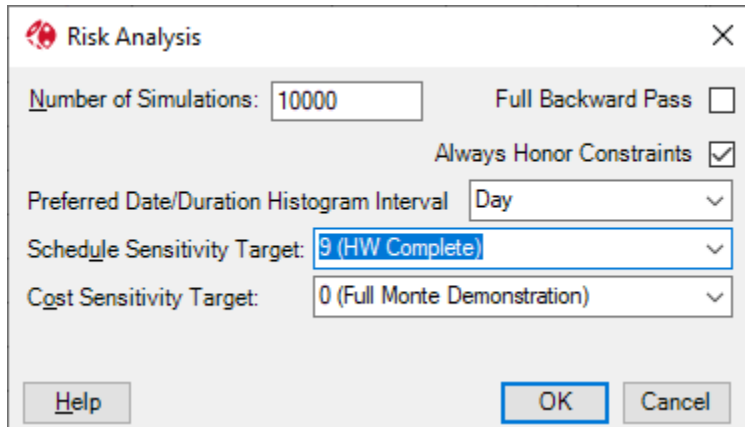 Risk Analysis
Number of Simulations: 10000 Full Backward Pass
Always Honor Constraints
Preferred Date/Duration Histogram Interval Day
Schedule Sensitivity Target: 9 (HW Complete)
Cost Sensitivity Target: 0 (Full Monte Demonstration)
Help OK Cancel